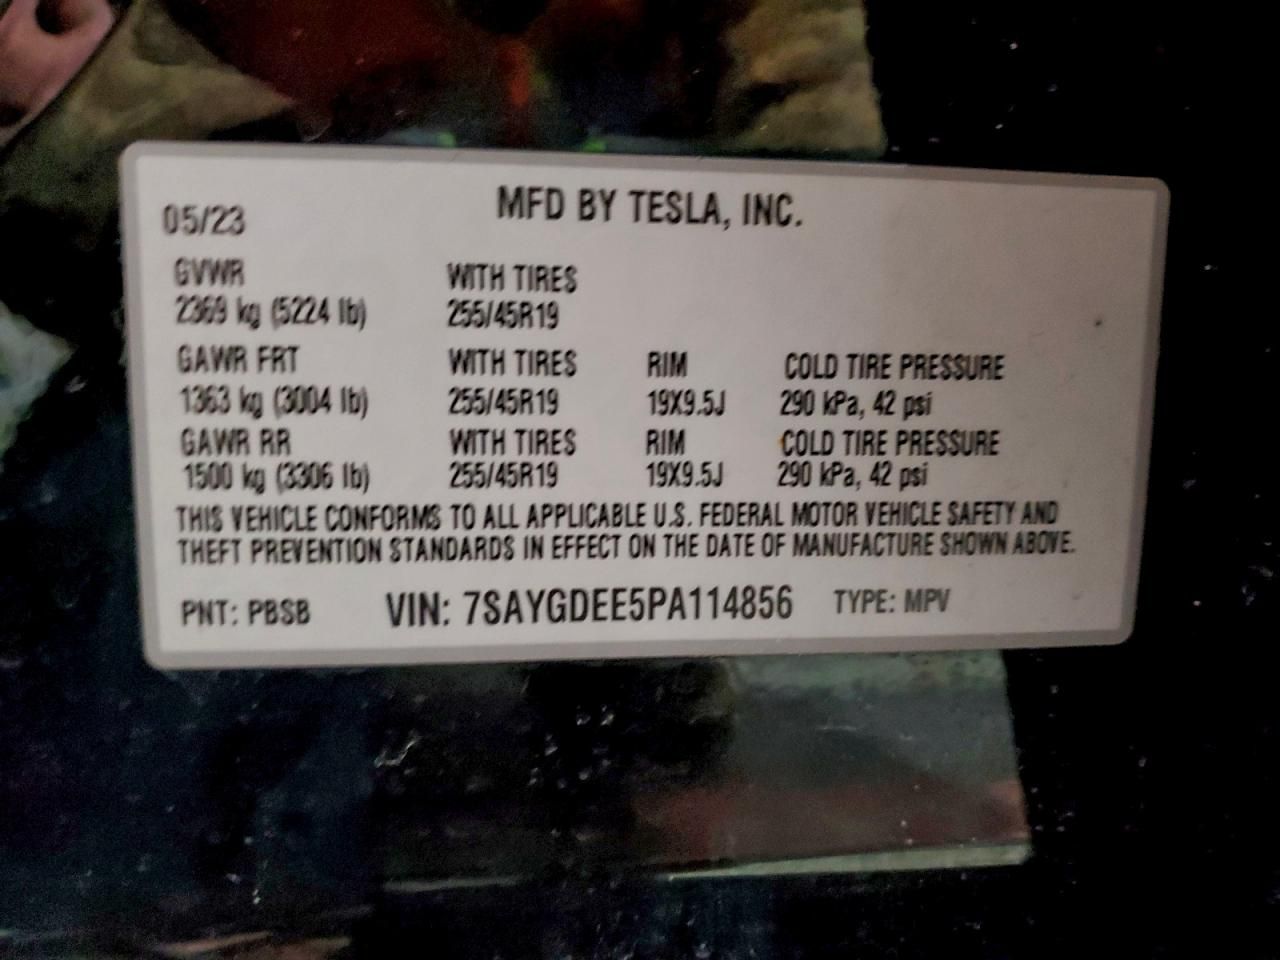 05/23 MFD BY TESLA, INC.
GVWR WITH TIRES
2369 kg (5224 lb) 255/45R19
GAWR FRT WITH TIRES RIM COLD TIRE PRESSURE
1363 kg (3004 lb) 255/45R19 19X9.5J 290 kPa, 42 psi
GAWR RR WITH TIRES RIM COLD TIRE PRESSURE
1500 kg (3306 lb) 255/45R19 19X9.5J 290 kPa, 42 psi
THIS VEHICLE CONFORMS TO ALL APPLICABLE U.S. FEDERAL MOTOR VEHICLE SAFETY AND
THEFT PREVENTION STANDARDS IN EFFECT ON THE DATE OF MANUFACTURE SHOWN ABOVE.
PNT: PBSB VIN: 7SAYGDEE5PA114856 TYPE: MPV